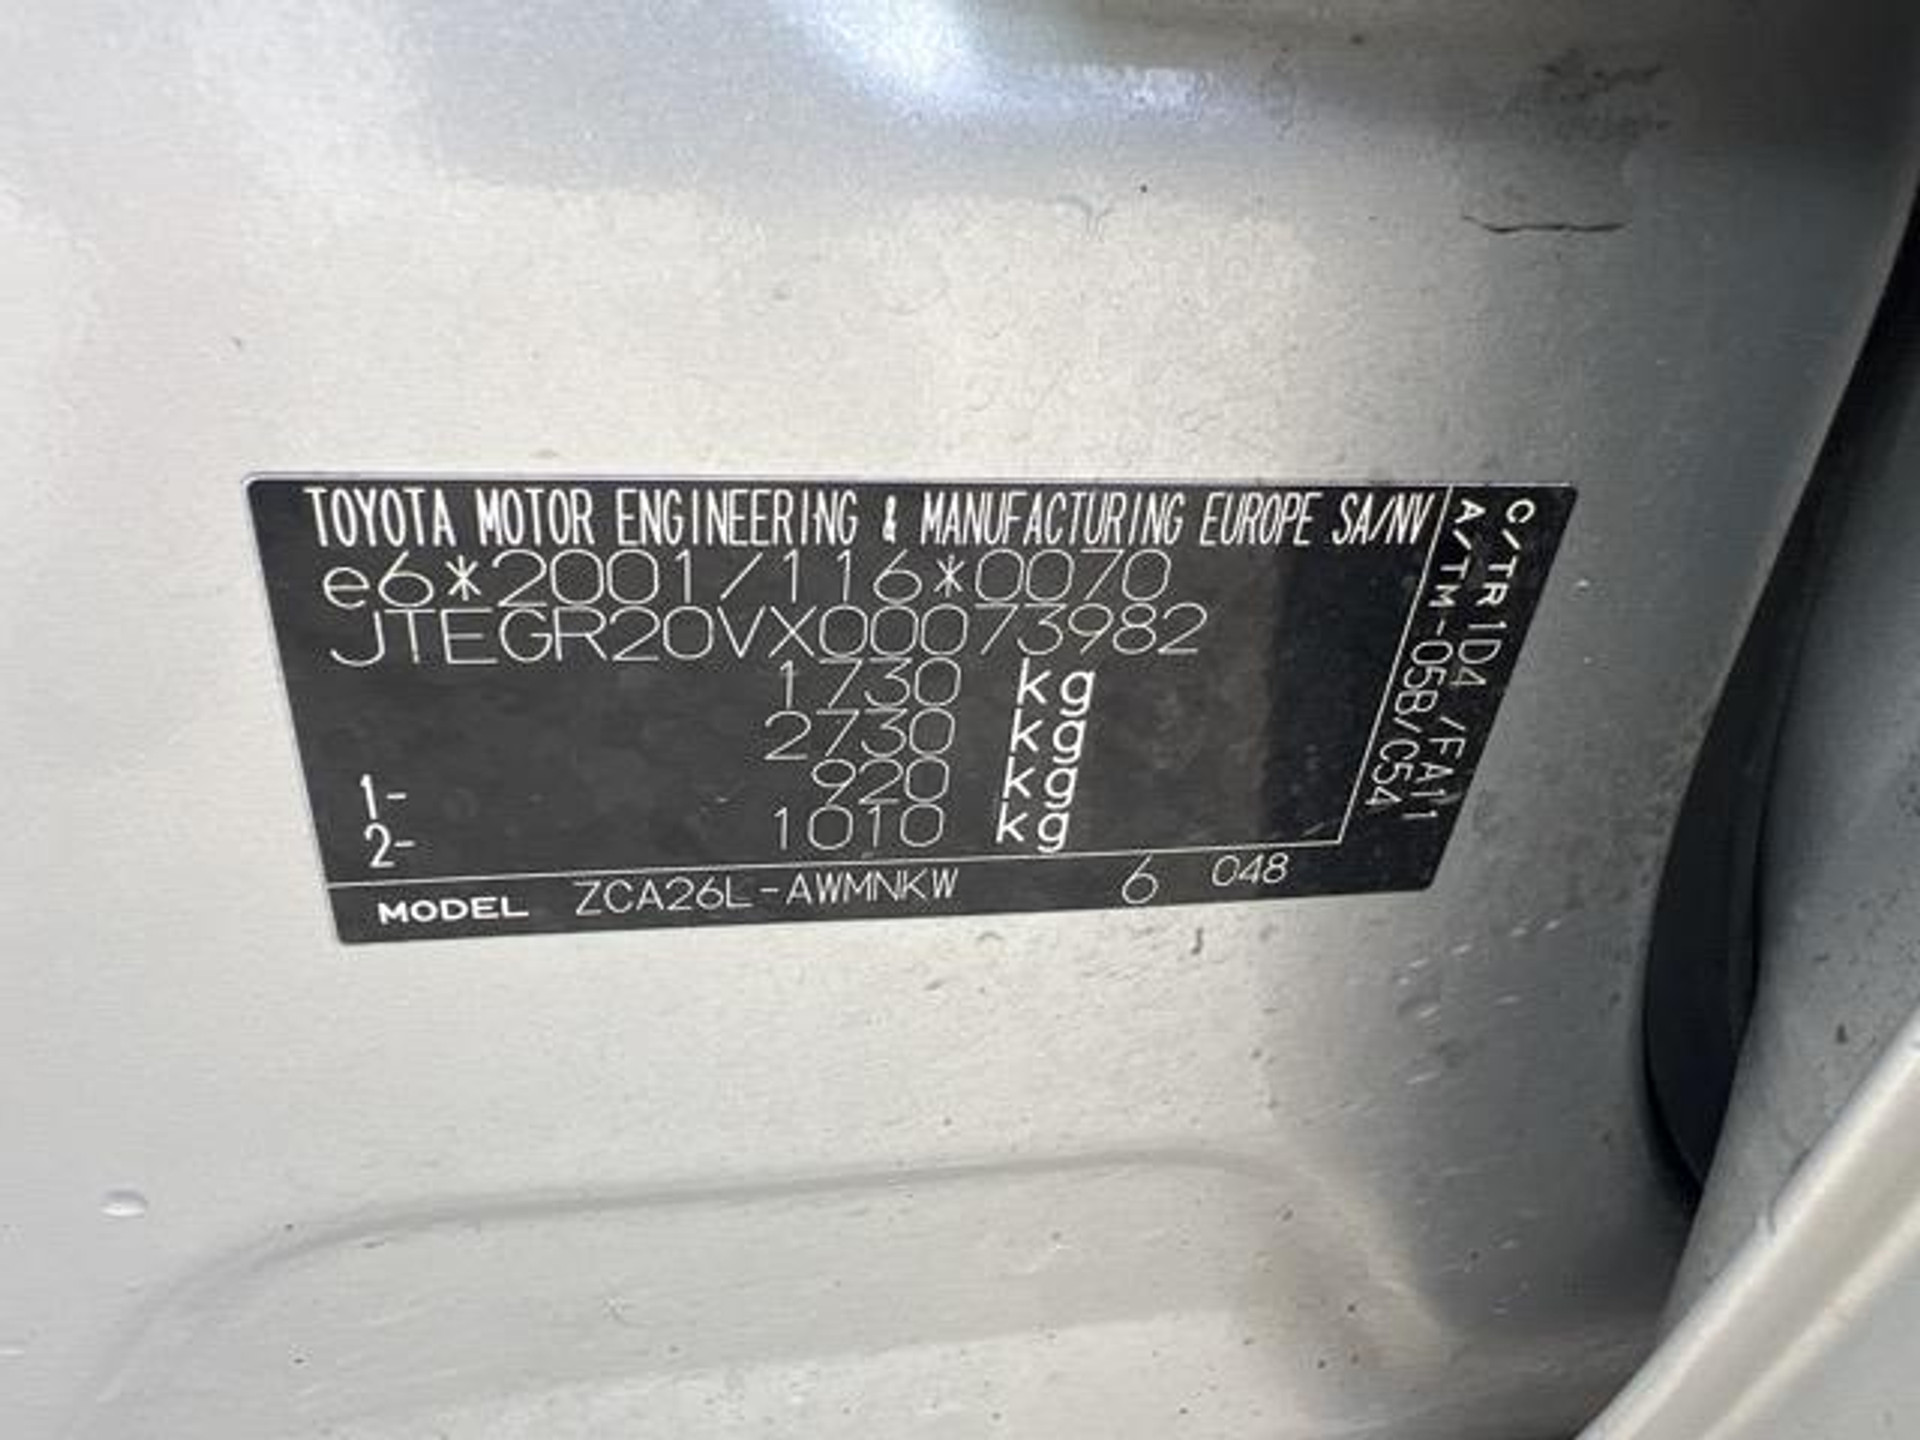 TOYOTA MOTOR ENGINEERING & MANUFACTURING EUROPE SA/NV
e6*2001/116*0070
JTEGR20VX00073982
1730 kg
2730 kg
1- 920 kg
2- 1010 kg
MODEL ZCA26L-AWMNKW 6 048
C/TR 1D4 /FA11
A/TM -05B/C54